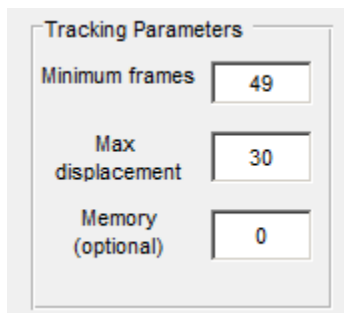 Tracking Parameters
Minimum frames 49
Max
displacement 30
Memory
(optional) 0